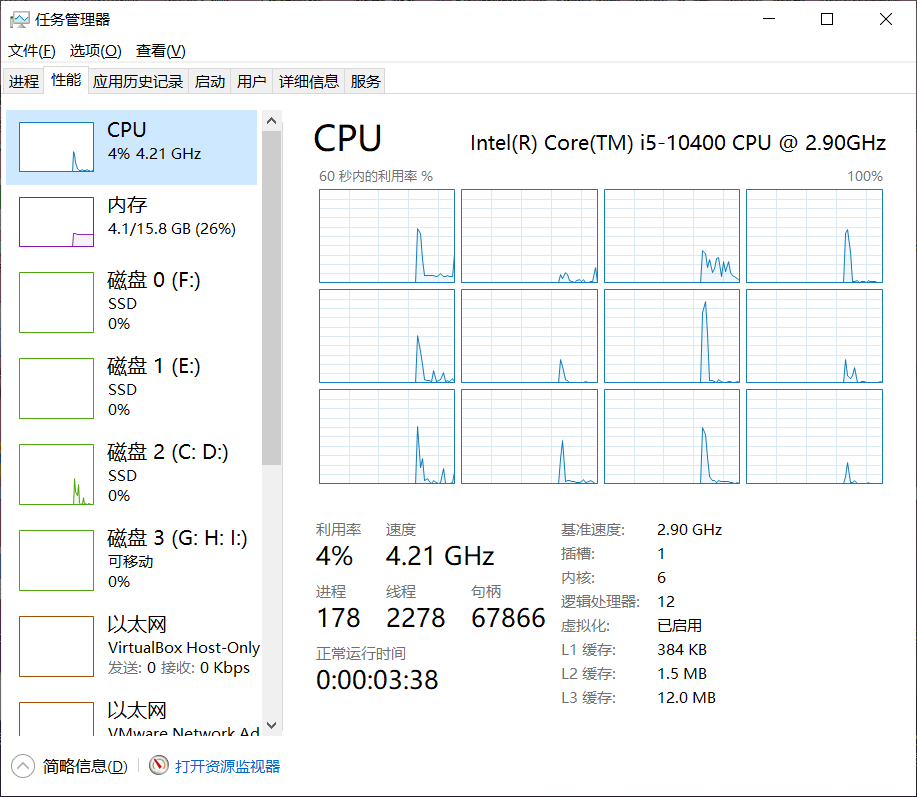 任务管理器
文件(F) 选项(O) 查看(V)
进程 性能 应用历史记录 启动 用户 详细信息 服务
CPU
4% 4.21 GHz
内存
4.1/15.8 GB (26%)
磁盘 0 (F:)
SSD
0%
磁盘 1 (E:)
SSD
0%
磁盘 2 (C: D:)
SSD
0%
磁盘 3 (G: H: I:)
可移动
0%
以太网
VirtualBox Host-Only
发送: 0 接收: 0 Kbps
以太网
VMware Network Ad
CPU
Intel(R) Core(TM) i5-10400 CPU @ 2.90GHz
60 秒内的利用率 % 100%
利用率 速度
4% 4.21 GHz
进程 线程 句柄
178 2278 67866
正常运行时间
0:00:03:38
基准速度: 2.90 GHz
插槽: 1
内核: 6
逻辑处理器: 12
虚拟化: 已启用
L1 缓存: 384 KB
L2 缓存: 1.5 MB
L3 缓存: 12.0 MB
简略信息(D) 打开资源监视器